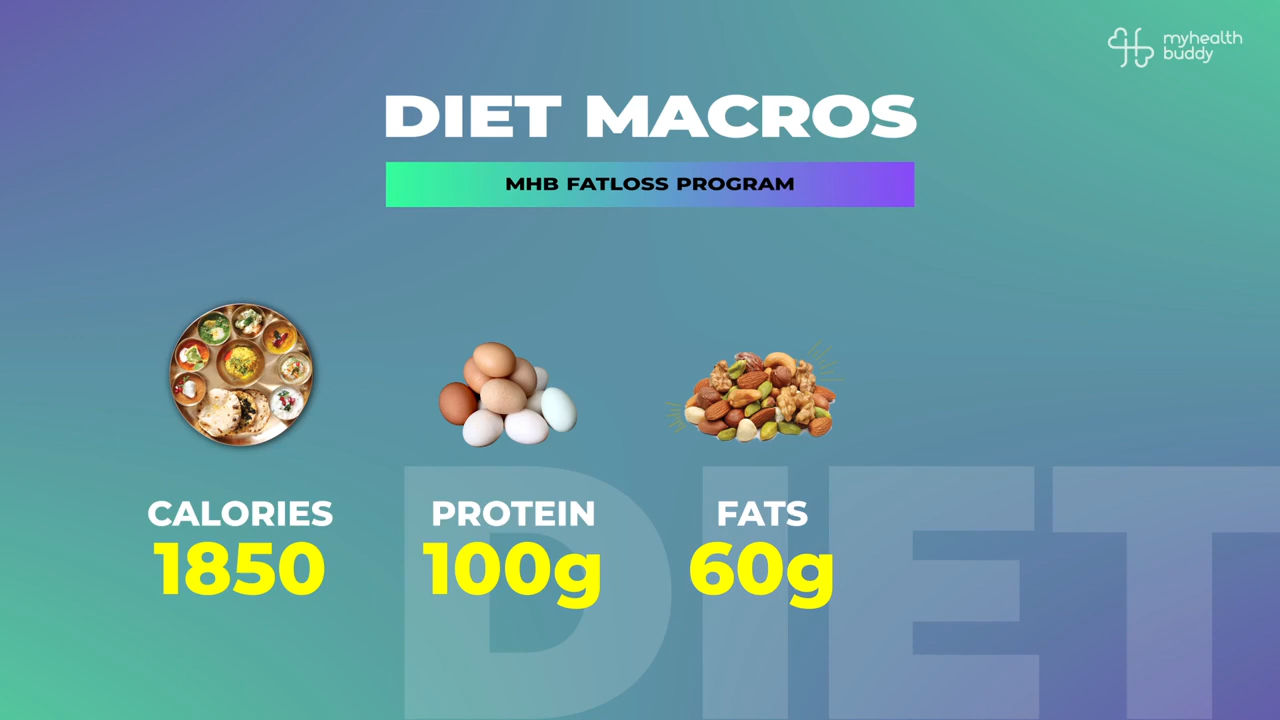 myhealth
buddy
DIET MACROS
MHB FATLOSS PROGRAM
CALORIES
1850
PROTEIN
100g
FATS
60g
DIET